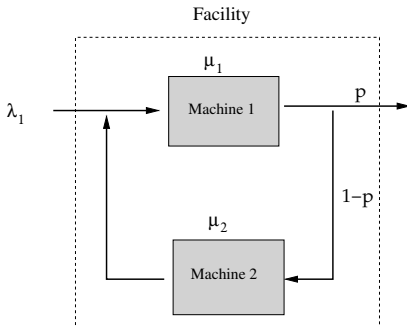 Facility
μ1
λ1
Machine 1
p
1−p
μ2
Machine 2